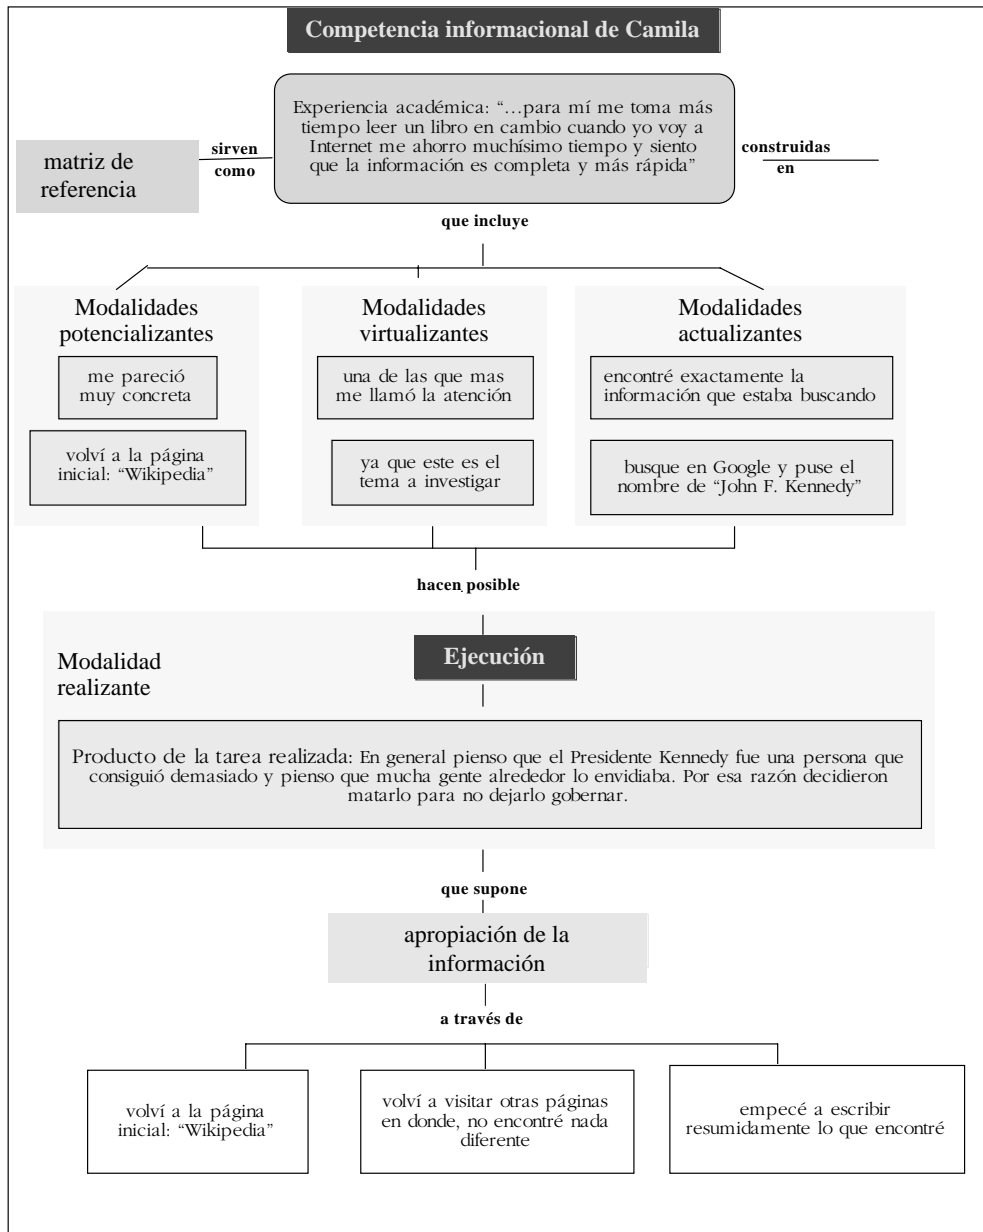 Competencia informacional de Camila
Experiencia académica: “…para mí me toma más
tiempo leer un libro en cambio cuando yo voy a
Internet me ahorro muchísimo tiempo y siento
que la información es completa y más rápida”
matriz de
referencia
sirven
como
construidas
en
que incluye
Modalidades
potencializantes
me pareció
muy concreta
volví a la página
inicial: “Wikipedia”
Modalidades
virtualizantes
una de las que mas
me llamó la atención
ya que este es el
tema a investigar
Modalidades
actualizantes
encontré exactamente la
información que estaba buscando
busque en Google y puse el
nombre de “John F. Kennedy”
hacen posible
Modalidad
realizante
Ejecución
Producto de la tarea realizada: En general pienso que el Presidente Kennedy fue una persona que
consiguió demasiado y pienso que mucha gente alrededor lo envidiaba. Por esa razón decidieron
matarlo para no dejarlo gobernar.
que supone
apropiación de la
información
a través de
volví a la página
inicial: “Wikipedia”
volví a visitar otras páginas
en donde, no encontré nada
diferente
empecé a escribir
resumidamente lo que encontré